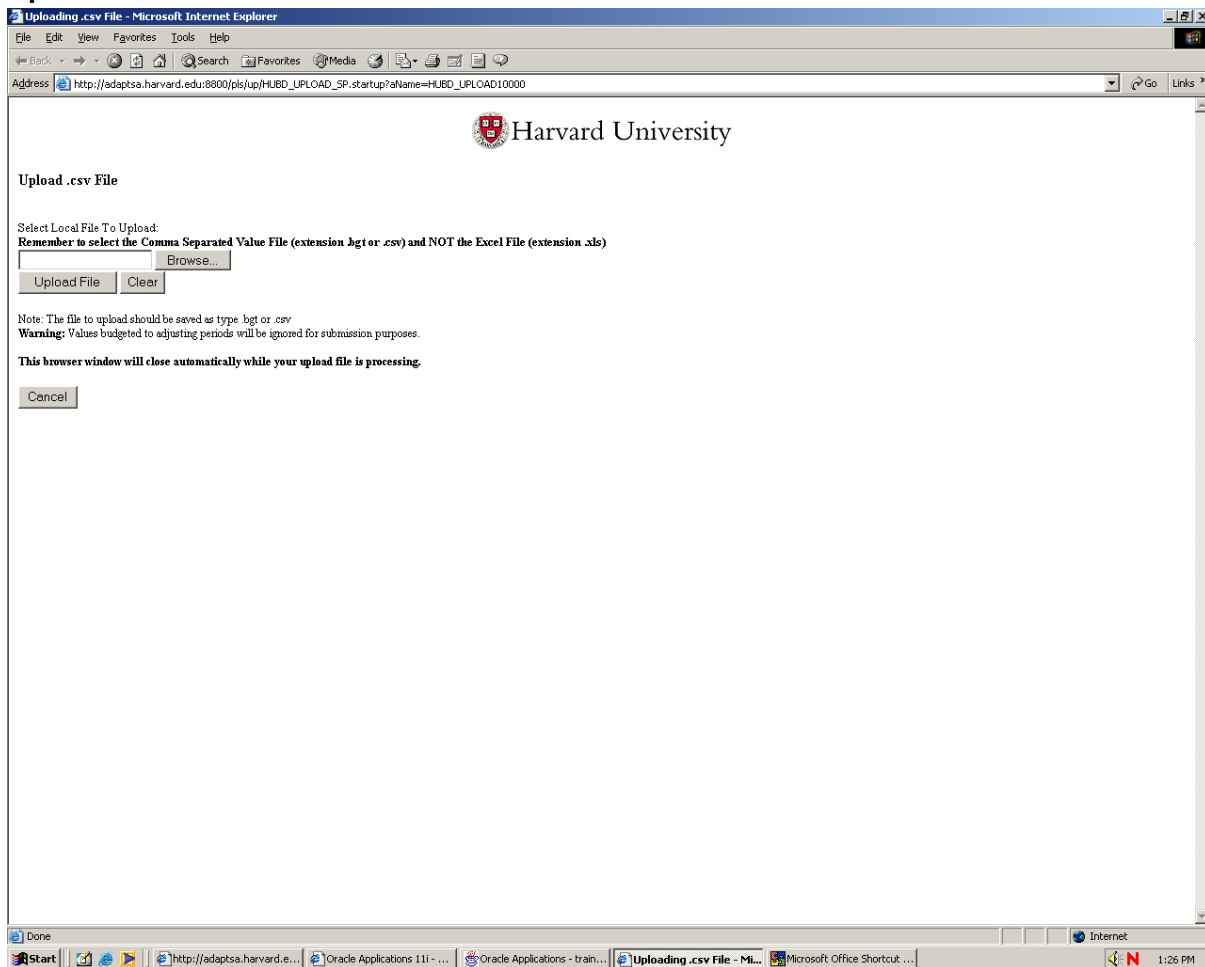 Uploading .csv File - Microsoft Internet Explorer
File Edit View Favorites Tools Help
Back Search Favorites Media
Address http://adaptsa.harvard.edu:8800/pls/up/HUBD_UPLOAD_SP.startup?aName=HUBD_UPLOAD10000 Go Links »
Harvard University
Upload .csv File
Select Local File To Upload:
Remember to select the Comma Separated Value File (extension .bgt or .csv) and NOT the Excel File (extension .xls)
Browse...
Upload File Clear
Note: The file to upload should be saved as type .bgt or .csv
Warning: Values budgeted to adjusting periods will be ignored for submission purposes.
This browser window will close automatically while your upload file is processing.
Cancel
Done Internet
Start http://adaptsa.harvard.e... Oracle Applications 11i - ... Oracle Applications - train... Uploading .csv File - Mi... Microsoft Office Shortcut ... N 1:26 PM